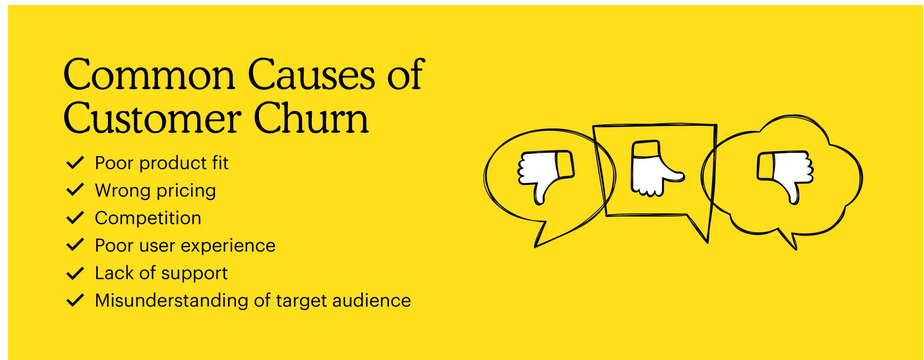 Common Causes of
Customer Churn
Poor product fit
Wrong pricing
Competition
Poor user experience
Lack of support
Misunderstanding of target audience